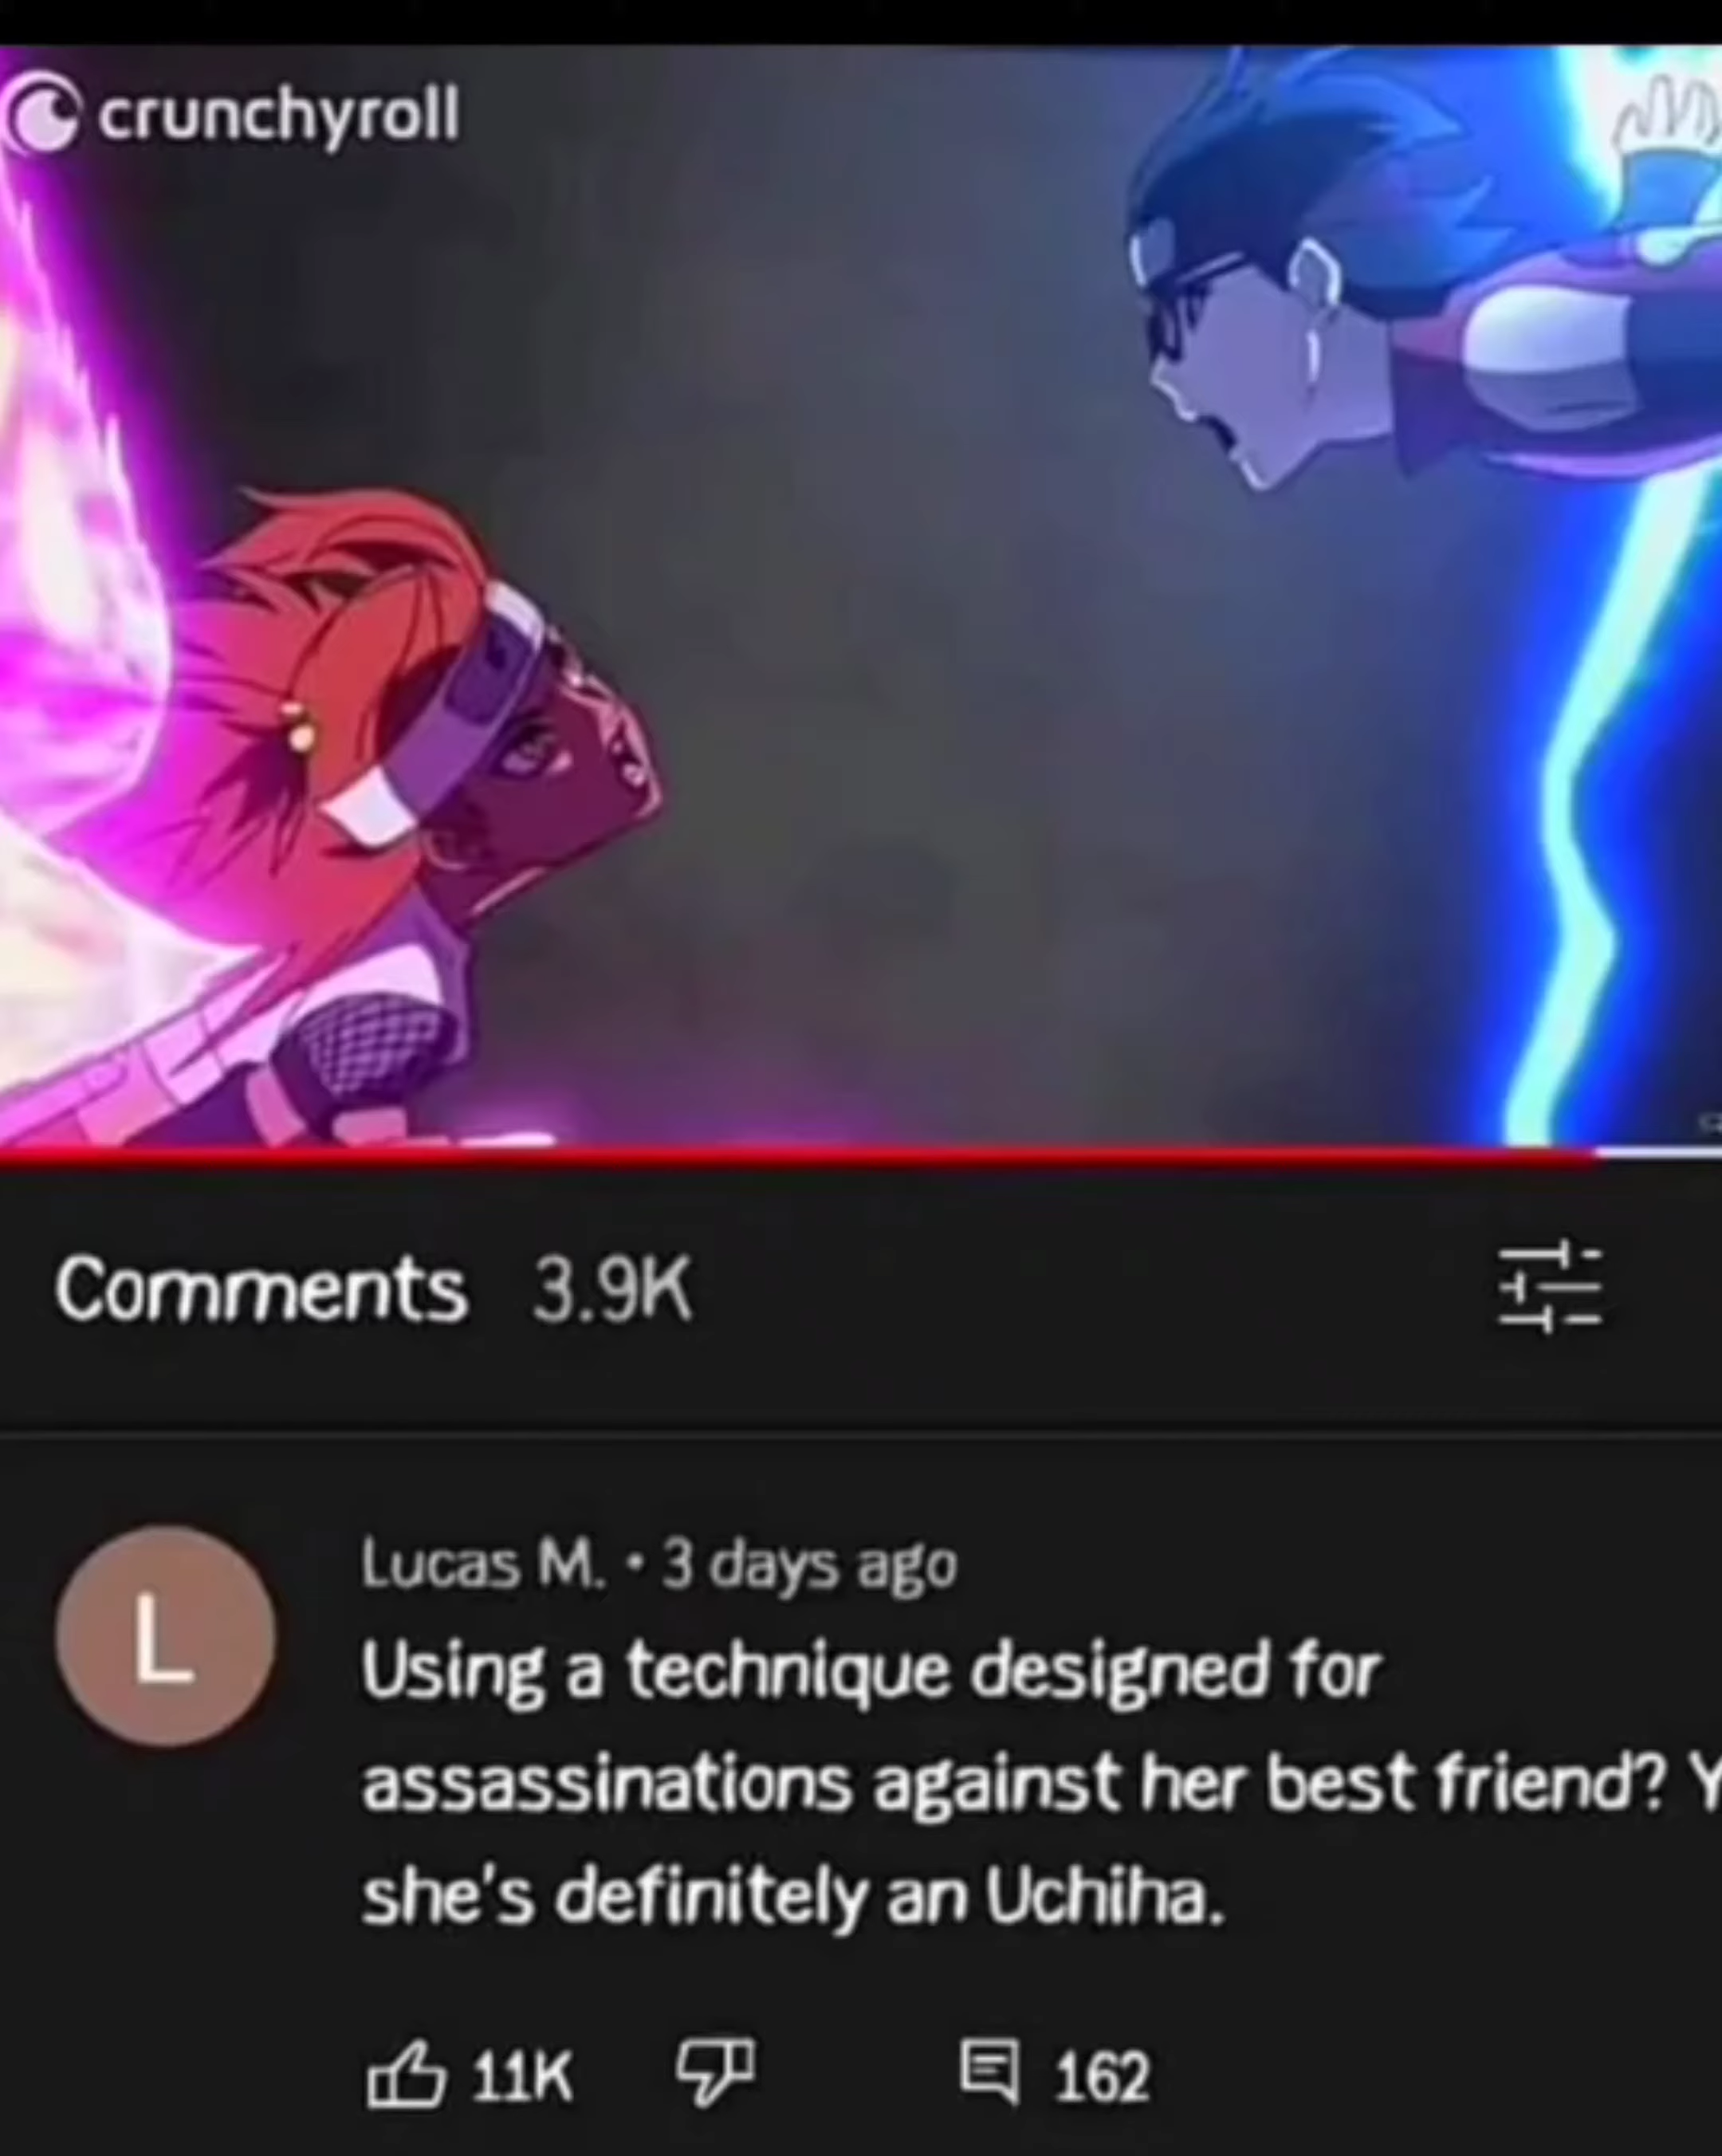 crunchyroll
Comments 3.9K
L
Lucas M. • 3 days ago
Using a technique designed for
assassinations against her best friend? Y
she's definitely an Uchiha.
11K 162